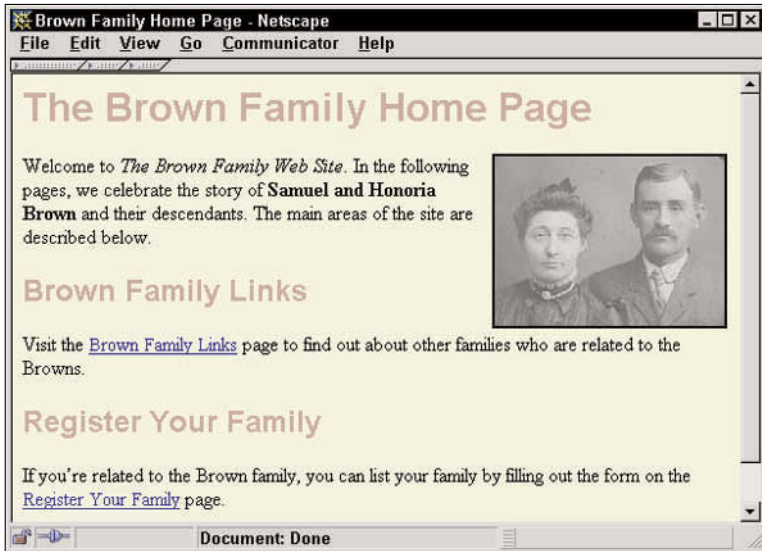 Brown Family Home Page - Netscape
File Edit View Go Communicator Help
The Brown Family Home Page
Welcome to The Brown Family Web Site. In the following
pages, we celebrate the story of Samuel and Honoria
Brown and their descendants. The main areas of the site are
described below.
Brown Family Links
Visit the Brown Family Links page to find out about other families who are related to the
Browns.
Register Your Family
If you're related to the Brown family, you can list your family by filling out the form on the
Register Your Family page.
Document: Done